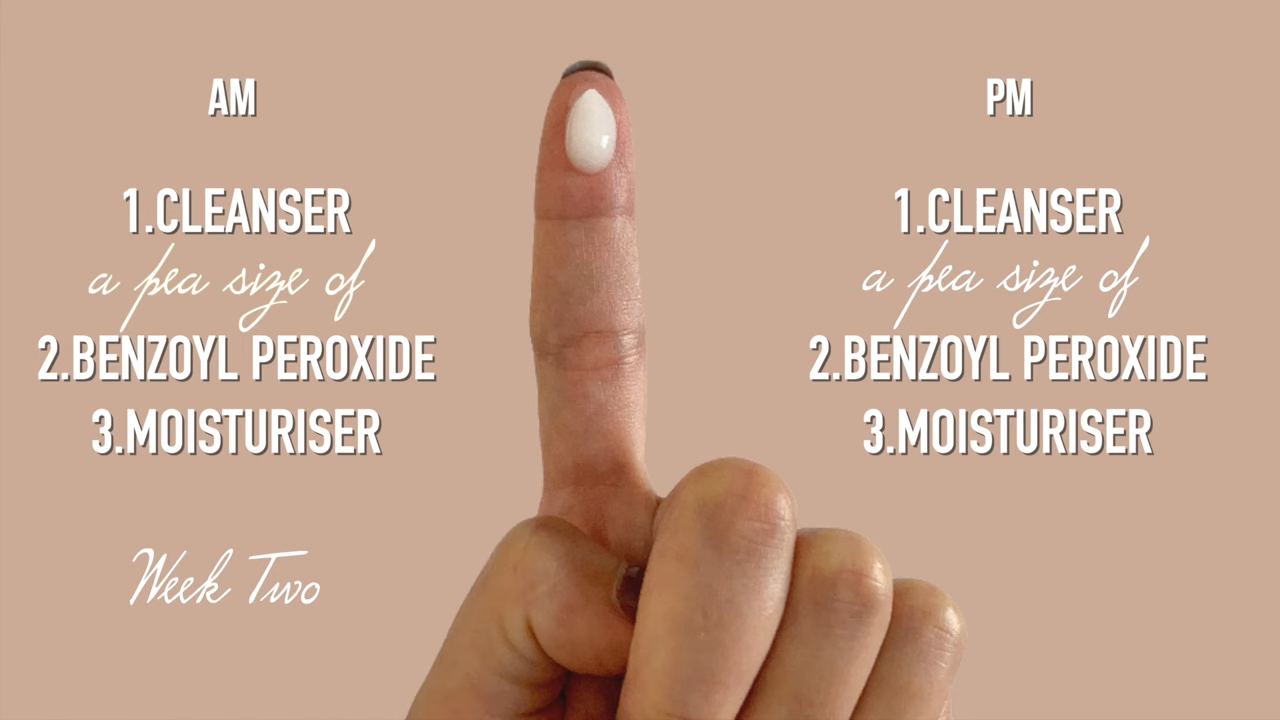 AM
1.CLEANSER
a pea size of
2.BENZOYL PEROXIDE
3.MOISTURISER
Week Two
PM
1.CLEANSER
a pea size of
2.BENZOYL PEROXIDE
3.MOISTURISER